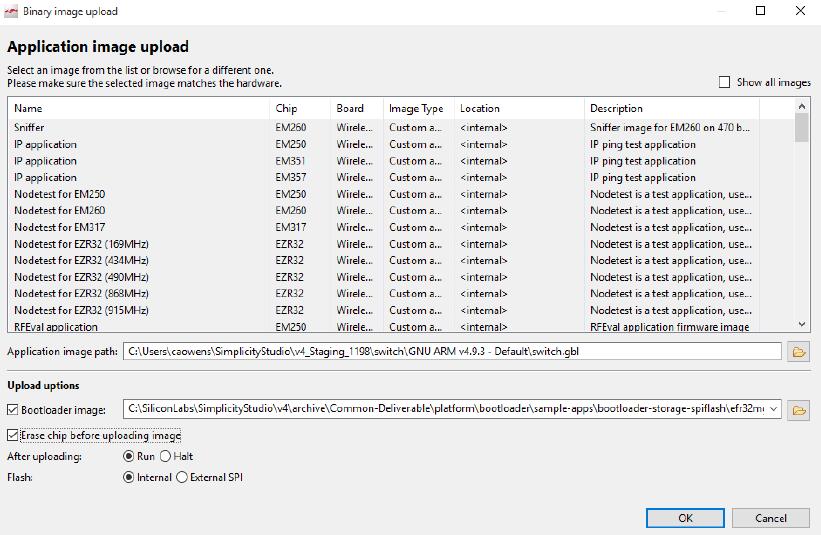 Binary image upload
Application image upload
Select an image from the list or browse for a different one.
Please make sure the selected image matches the hardware.
Show all images
Name Chip Board Image Type Location Description
Sniffer EM260 Wirele... Custom a... <internal> Sniffer image for EM260 on 470 b...
IP application EM250 Wirele... Custom a... <internal> IP ping test application
IP application EM351 Wirele... Custom a... <internal> IP ping test application
IP application EM357 Wirele... Custom a... <internal> IP ping test application
Nodetest for EM250 EM250 Wirele... Custom a... <internal> Nodetest is a test application, use...
Nodetest for EM260 EM260 Wirele... Custom a... <internal> Nodetest is a test application, use...
Nodetest for EM317 EM317 Wirele... Custom a... <internal> Nodetest is a test application, use...
Nodetest for EZR32 (169MHz) EZR32 Wirele... Custom a... <internal> Nodetest is a test application, use...
Nodetest for EZR32 (434MHz) EZR32 Wirele... Custom a... <internal> Nodetest is a test application, use...
Nodetest for EZR32 (490MHz) EZR32 Wirele... Custom a... <internal> Nodetest is a test application, use...
Nodetest for EZR32 (868MHz) EZR32 Wirele... Custom a... <internal> Nodetest is a test application, use...
Nodetest for EZR32 (915MHz) EZR32 Wirele... Custom a... <internal> Nodetest is a test application, use...
RFEval application EM250 Wirele... Custom a... <internal> RFEval application firmware image
Application image path: C:\Users\caowens\SimplicityStudio\v4_Staging_1198\switch\GNU ARM v4.9.3 - Default\switch.gbl
Upload uptions
Bootloader image: C:\SiliconLabs\SimplicityStudio\v4\archive\Common-Deliverable\platform\bootloader\sample-apps\bootloader-storage-spiflash\efr32mg
Erase chip before uploading image
After uploading: Run Halt
Flash: Internal External SPI
OK Cancel